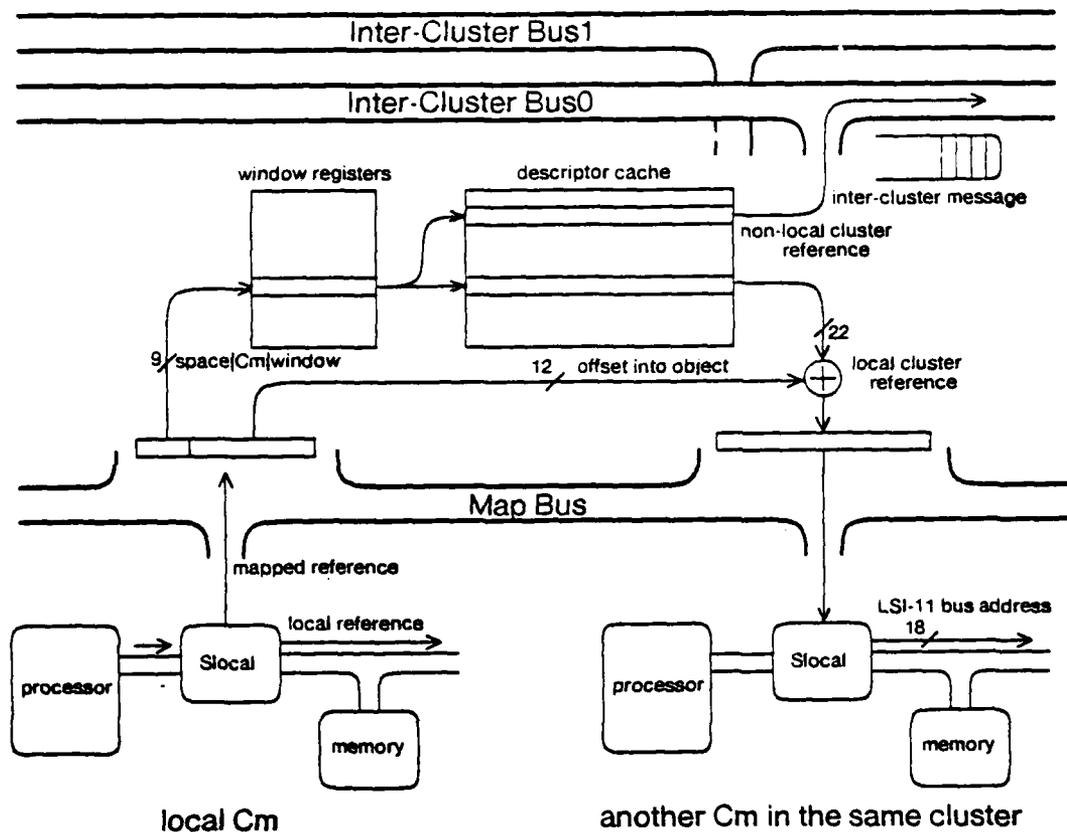 Inter-Cluster Bus1
Inter-Cluster Bus0
window registers
descriptor cache
inter-cluster message
non-local cluster
reference
9
space|Cm|window
22
12
offset into object
local cluster
reference
Map Bus
mapped reference
local reference
LSI-11 bus address
18
processor
Slocal
memory
processor
Slocal
memory
local Cm
another Cm in the same cluster